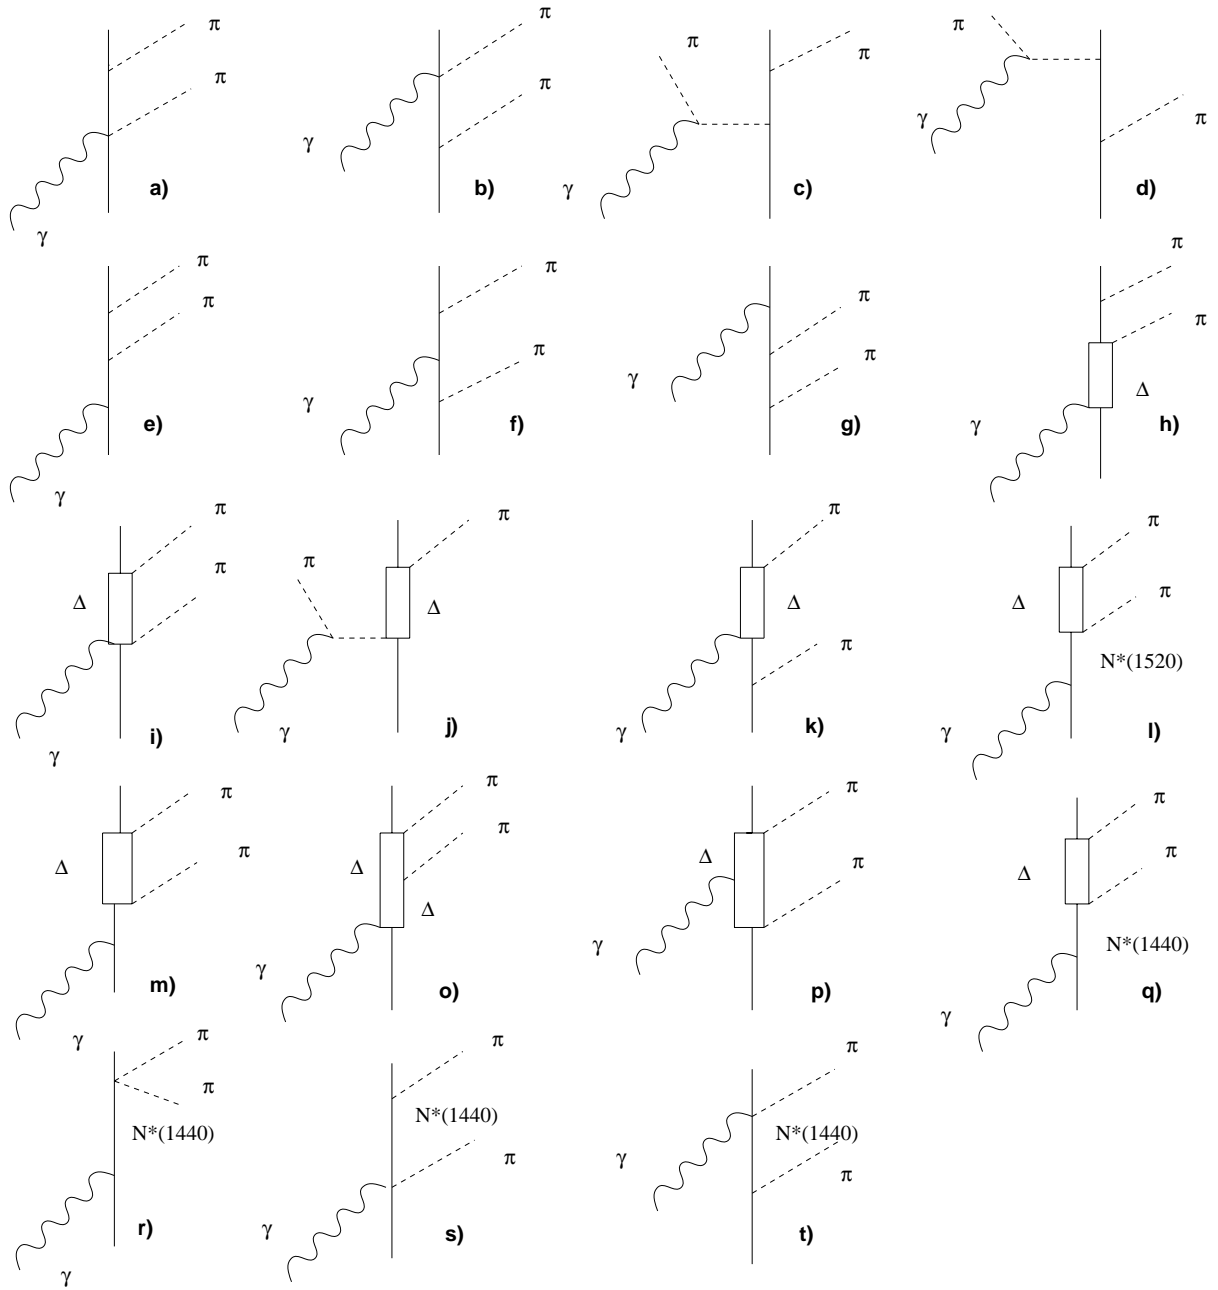 π
π
γ
a)
π
π
γ
b)
π
π
γ
c)
π
γ
π
d)
π
π
γ
e)
π
π
γ
f)
π
π
γ
g)
π
π
Δ
γ
h)
π
π
Δ
γ
i)
π
π
Δ
γ
j)
π
Δ
π
γ
k)
π
π
Δ
N*(1520)
γ
l)
π
π
Δ
γ
m)
π
π
Δ
Δ
γ
o)
π
Δ
π
γ
p)
π
π
Δ
N*(1440)
γ
q)
π
π
N*(1440)
γ
r)
π
N*(1440)
π
γ
s)
π
N*(1440)
γ
π
t)